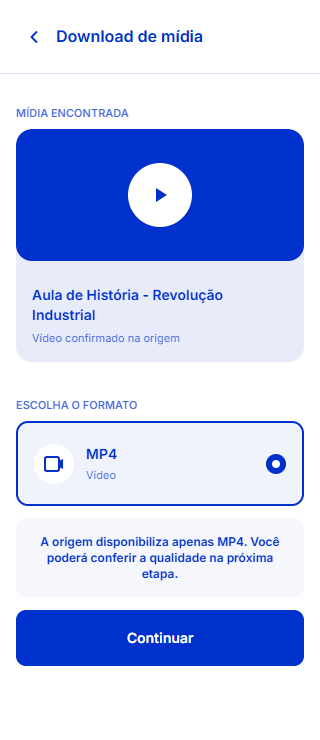 Download de mídia
MÍDIA ENCONTRADA
Aula de História - Revolução
Industrial
Vídeo confirmado na origem
ESCOLHA O FORMATO
MP4
Vídeo
A origem disponibiliza apenas MP4. Você
poderá conferir a qualidade na próxima
etapa.
Continuar